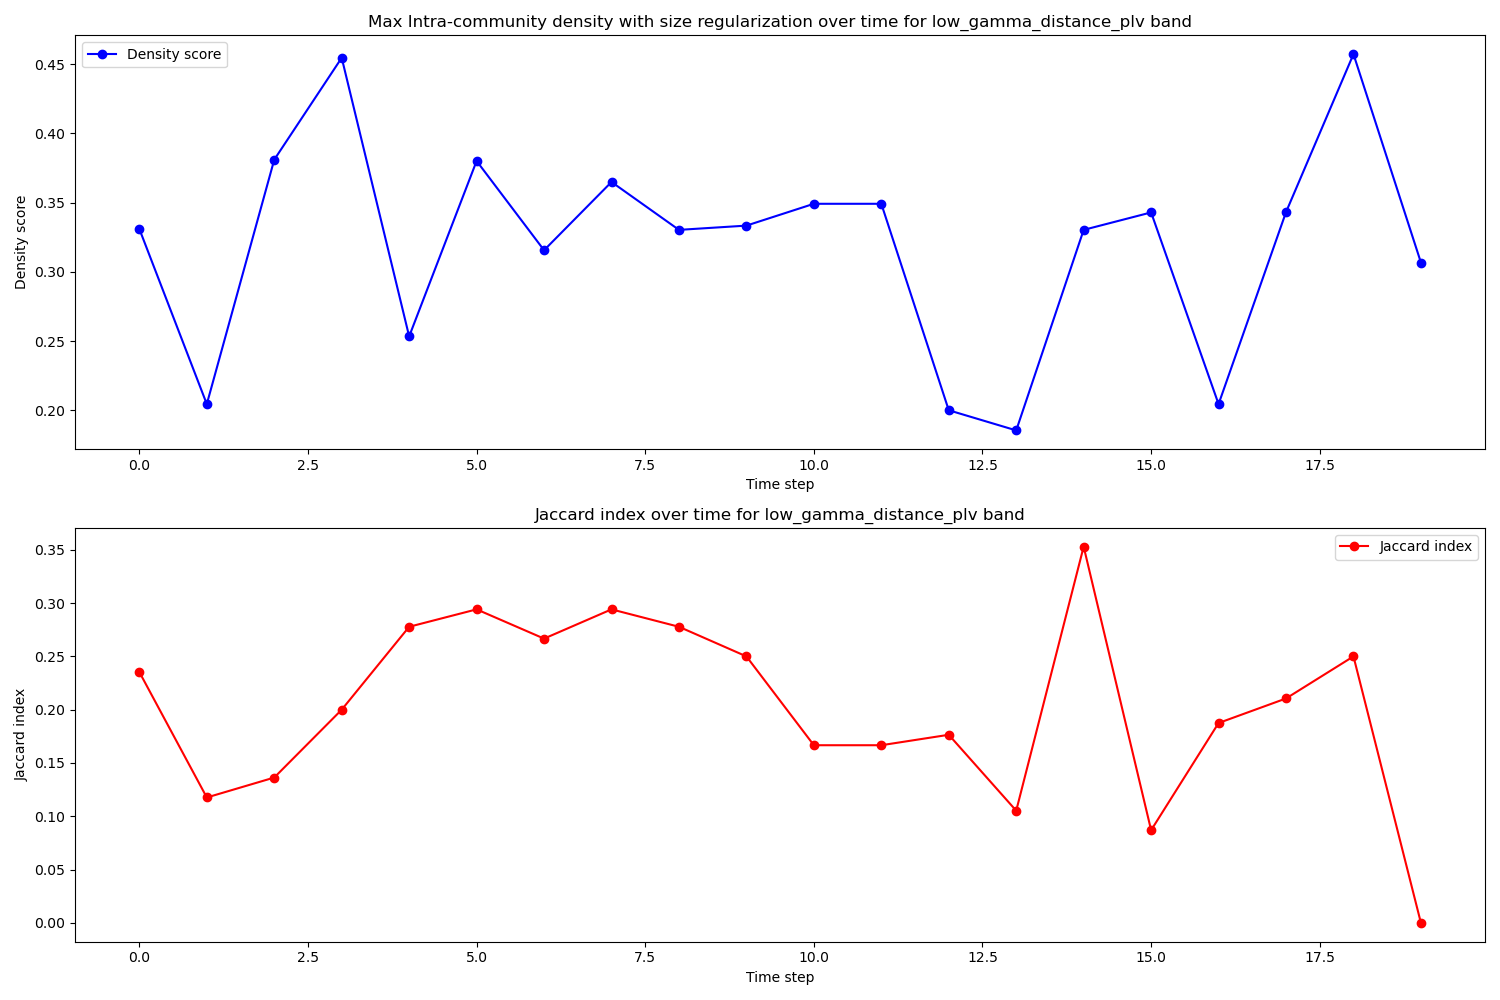 Max Intra-community density with size regularization over time for low_gamma_distance_plv band
Density score
0.45
0.40
0.35
0.30
0.25
0.20
Density score
0.0 2.5 5.0 7.5 10.0 12.5 15.0 17.5
Time step
Jaccard index over time for low_gamma_distance_plv band
Jaccard index
0.35
0.30
0.25
0.20
0.15
0.10
0.05
0.00
Jaccard index
0.0 2.5 5.0 7.5 10.0 12.5 15.0 17.5
Time step